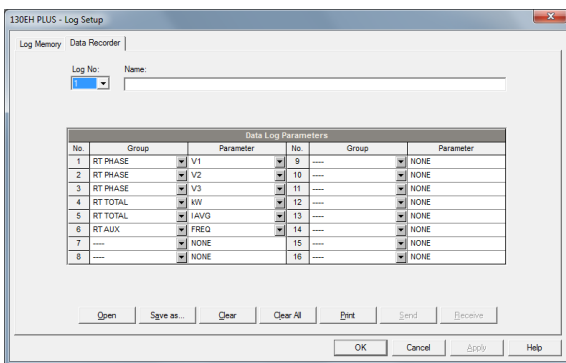 130EH PLUS - Log Setup
Log Memory Data Recorder
Log No: Name:
1
Data Log Parameters
No. Group Parameter No. Group Parameter
1 RT PHASE V1 9 ---- NONE
2 RT PHASE V2 10 ---- NONE
3 RT PHASE V3 11 ---- NONE
4 RT TOTAL kW 12 ---- NONE
5 RT TOTAL I AVG 13 ---- NONE
6 RT AUX FREQ 14 ---- NONE
7 ---- NONE 15 ---- NONE
8 ---- NONE 16 ---- NONE
Open Save as... Clear Clear All Print Send Receive
OK Cancel Apply Help